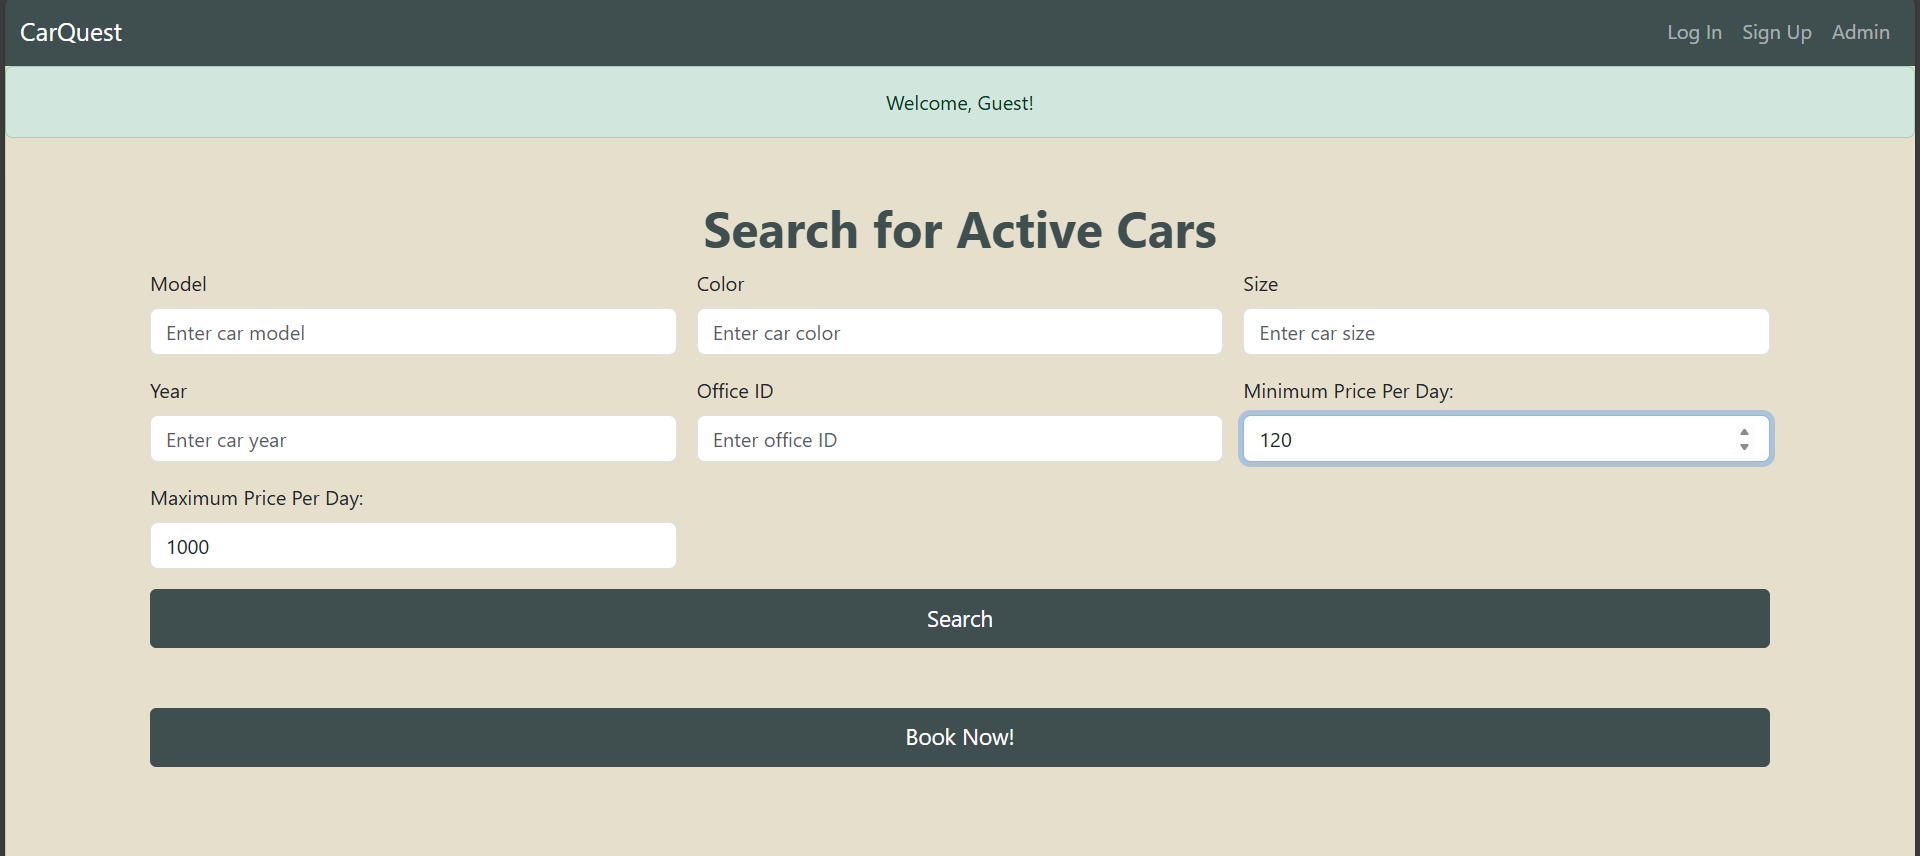 CarQuest Log In Sign Up Admin
Welcome, Guest!
Search for Active Cars
Model Color Size
Enter car model Enter car color Enter car size
Year Office ID Minimum Price Per Day:
Enter car year Enter office ID 120
Maximum Price Per Day:
1000
Search
Book Now!